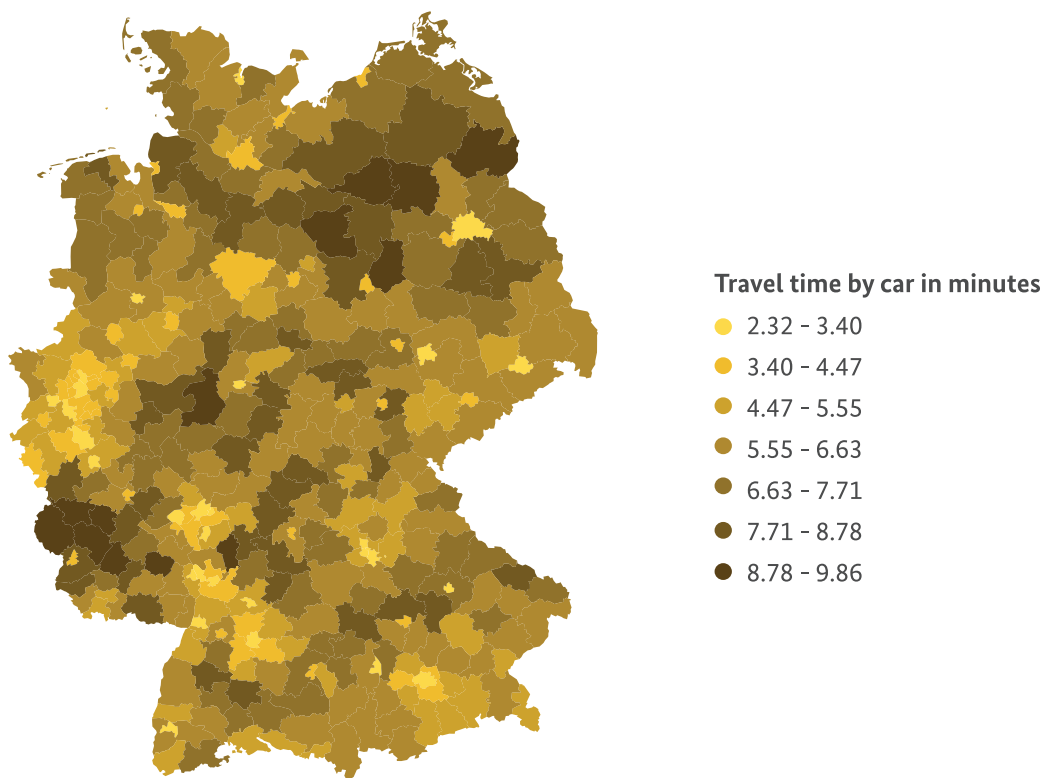 Travel time by car in minutes
2.32 – 3.40
3.40 – 4.47
4.47 – 5.55
5.55 – 6.63
6.63 – 7.71
7.71 – 8.78
8.78 – 9.86